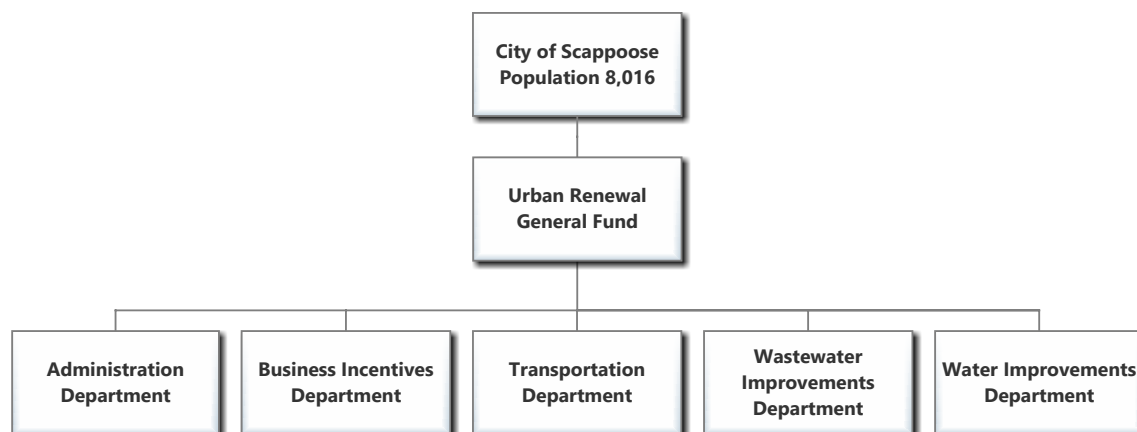 City of Scappoose
Population 8,016
Urban Renewal
General Fund
Administration
Department
Business Incentives
Department
Transportation
Department
Wastewater
Improvements
Department
Water Improvements
Department